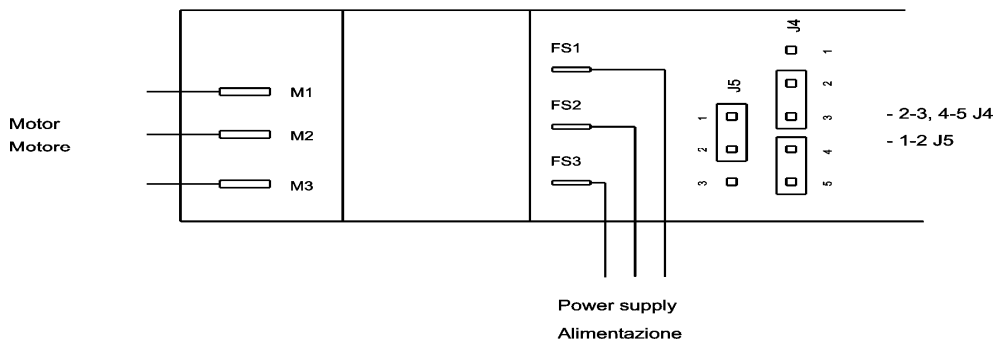 J4
FS1
1
2
J5
M1
1
3
- 2-3, 4-5 J4
FS2
Motor
M2
- 1-2 J5
Motore
2
4
FS3
M3
3
5
Power supply
Alimentazione